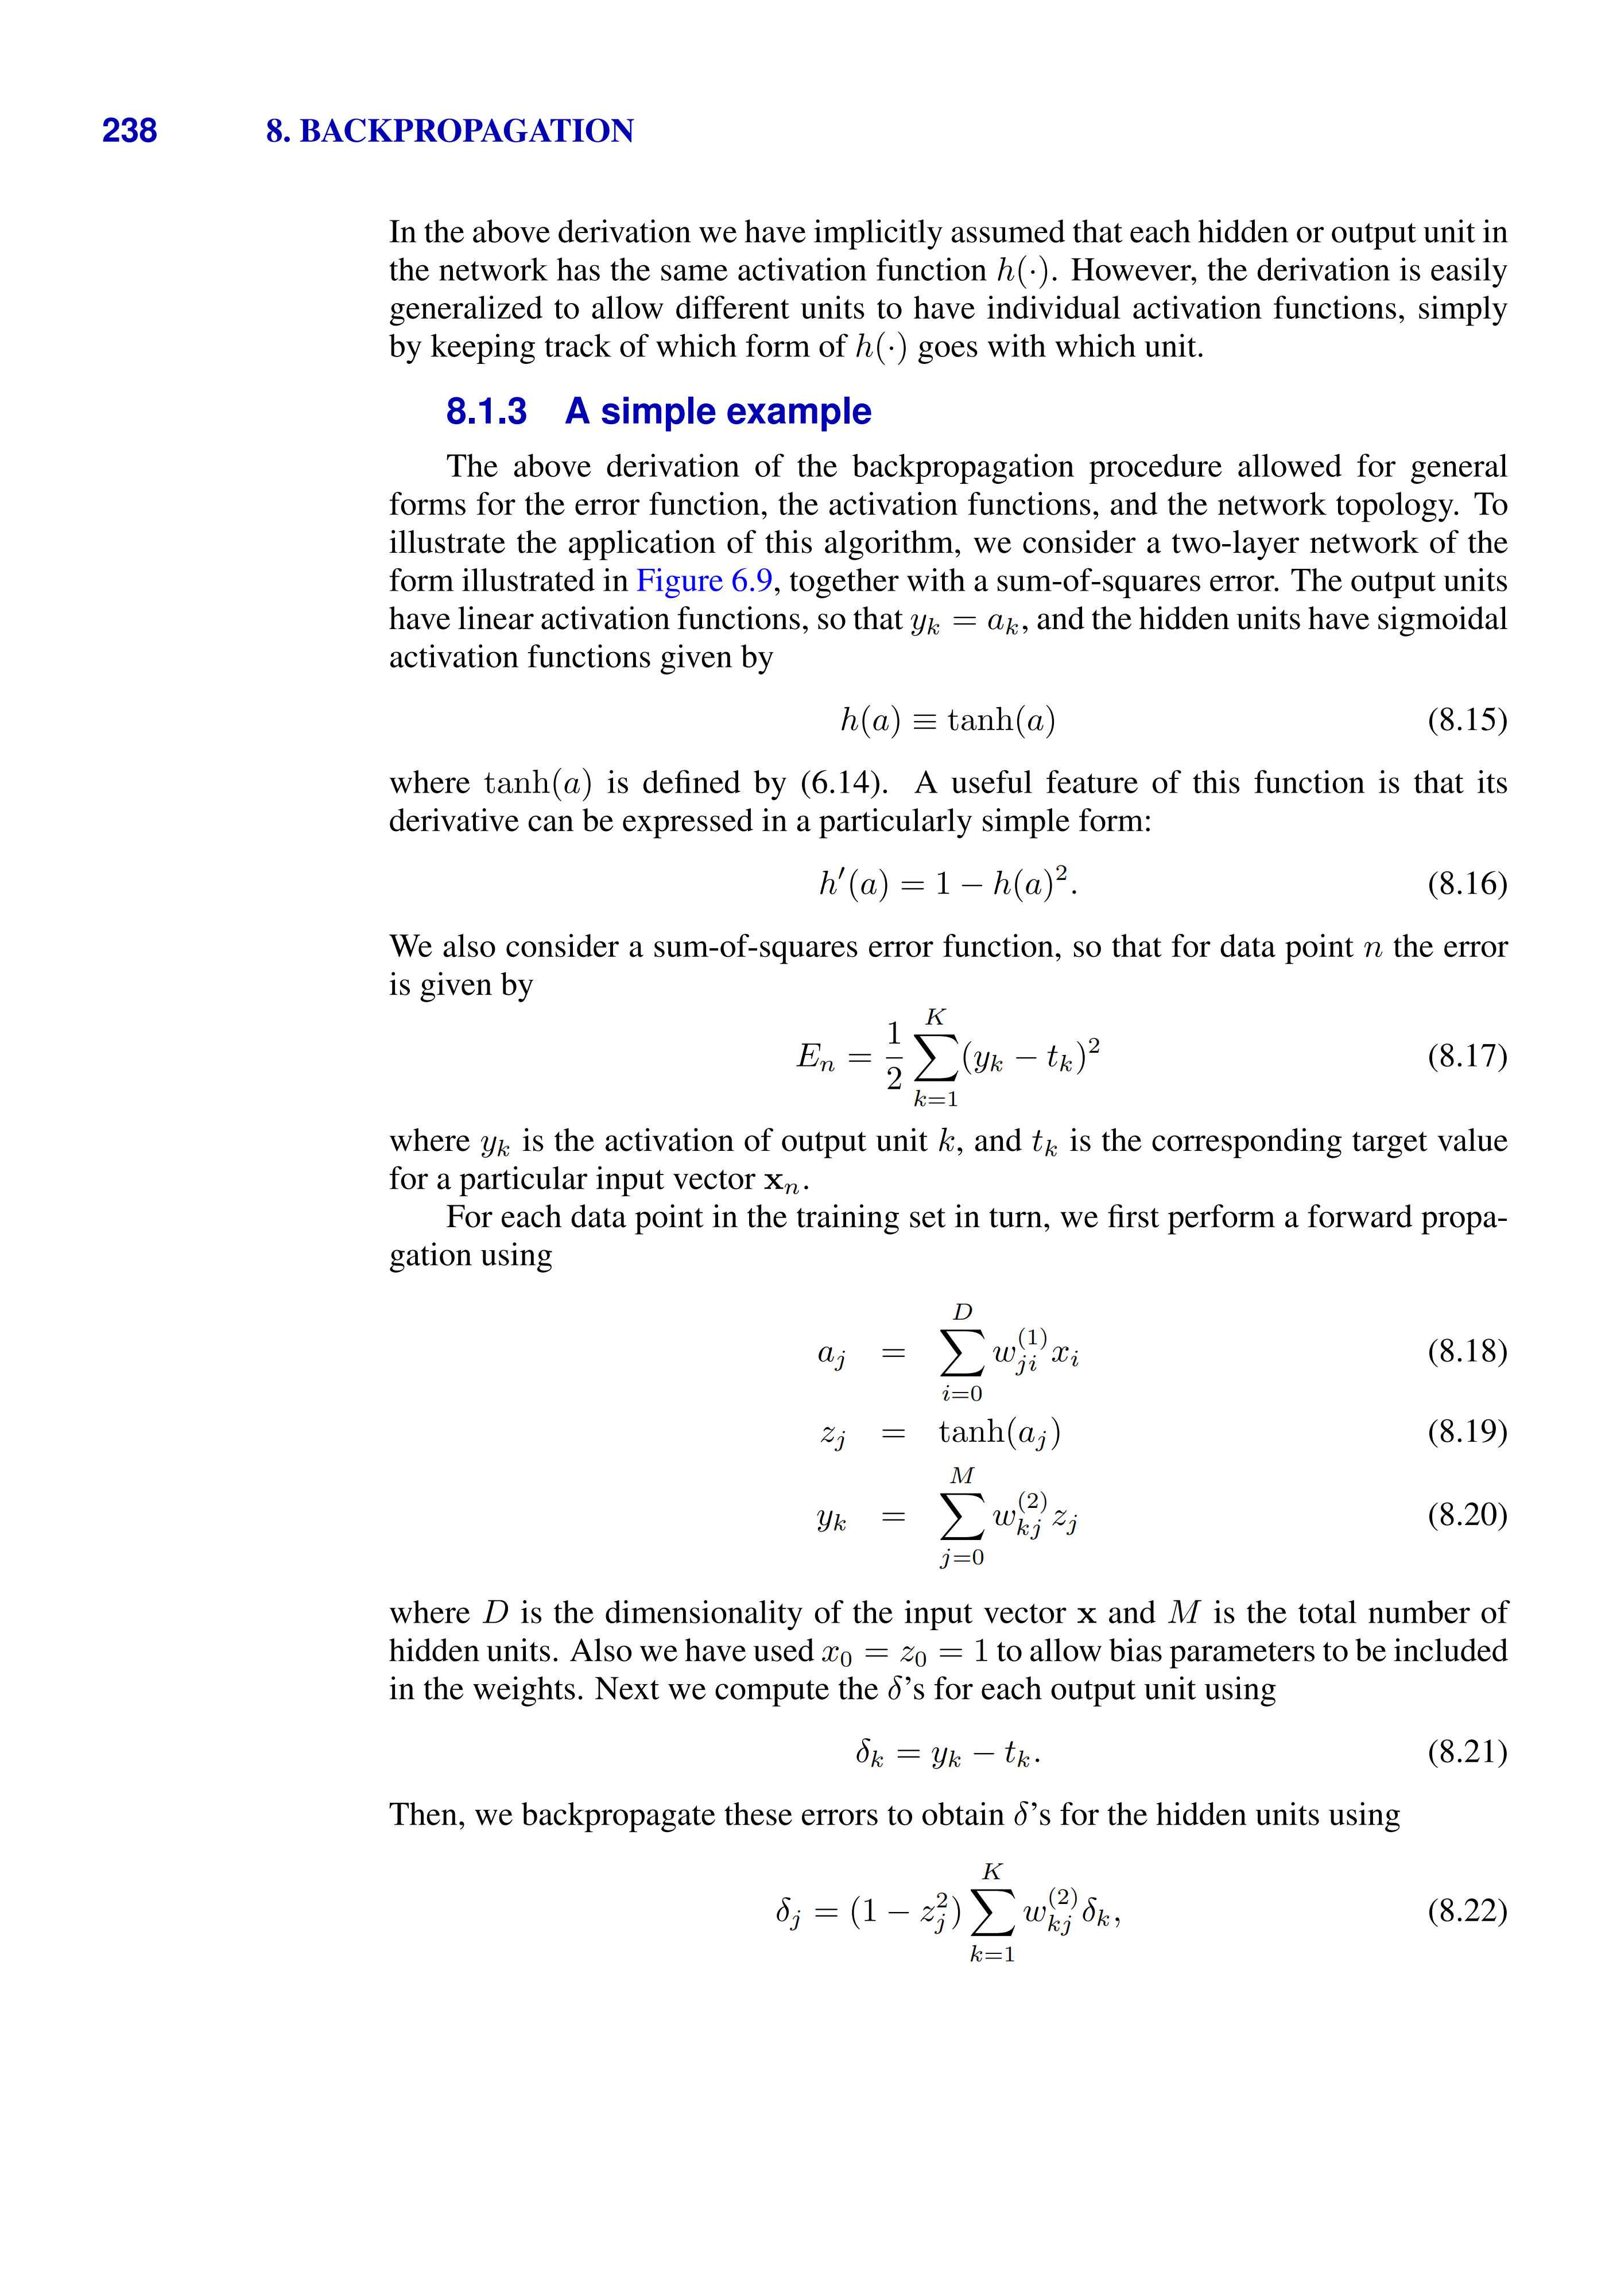 238 8. BACKPROPAGATION
In the above derivation we have implicitly assumed that each hidden or output unit in
the network has the same activation function h(·). However, the derivation is easily
generalized to allow different units to have individual activation functions, simply
by keeping track of which form of h(·) goes with which unit.
8.1.3 A simple example
The above derivation of the backpropagation procedure allowed for general
forms for the error function, the activation functions, and the network topology. To
illustrate the application of this algorithm, we consider a two-layer network of the
form illustrated in Figure 6.9, together with a sum-of-squares error. The output units
have linear activation functions, so that $y_k = a_k$, and the hidden units have sigmoidal
activation functions given by
$h(a) \equiv \tanh(a)$ (8.15)
where tanh(a) is defined by (6.14). A useful feature of this function is that its
derivative can be expressed in a particularly simple form:
$h'(a) = 1 - h(a)^2.$ (8.16)
We also consider a sum-of-squares error function, so that for data point n the error
is given by
$E_n = \frac{1}{2} \sum_{k=1}^{K} (y_k - t_k)^2$ (8.17)
where $y_k$ is the activation of output unit k, and $t_k$ is the corresponding target value
for a particular input vector $\mathbf{x}_n$.
For each data point in the training set in turn, we first perform a forward propa-
gation using
$a_j = \sum_{i=0}^{D} w_{ji}^{(1)} x_i$ (8.18)
$z_j = \tanh(a_j)$ (8.19)
$y_k = \sum_{j=0}^{M} w_{kj}^{(2)} z_j$ (8.20)
where D is the dimensionality of the input vector $\mathbf{x}$ and M is the total number of
hidden units. Also we have used $x_0 = z_0 = 1$ to allow bias parameters to be included
in the weights. Next we compute the δ’s for each output unit using
$\delta_k = y_k - t_k.$ (8.21)
Then, we backpropagate these errors to obtain δ’s for the hidden units using
$\delta_j = (1 - z_j^2) \sum_{k=1}^{K} w_{kj}^{(2)} \delta_k,$ (8.22)